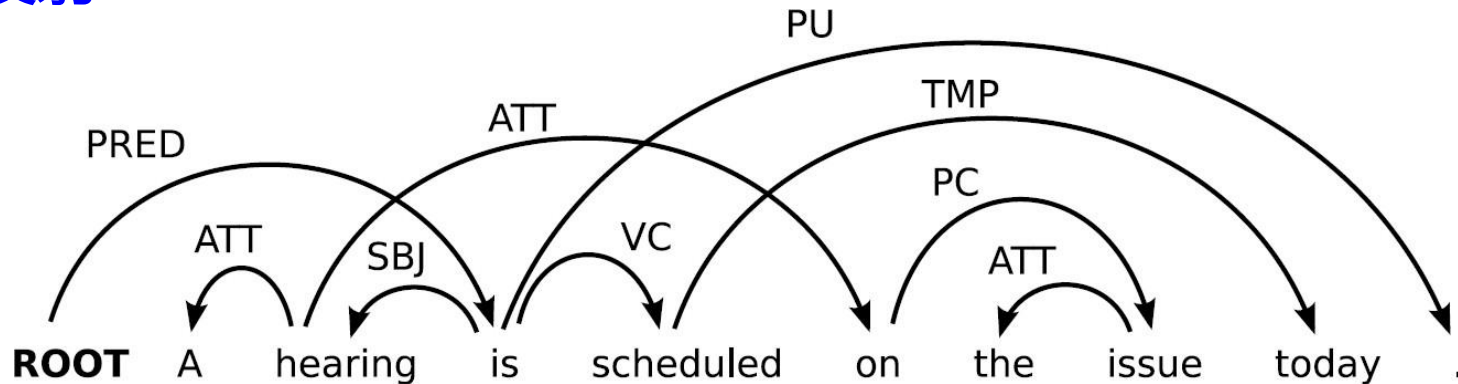 PU
TMP
ATT
PRED
PC
ATT
VC
SBJ
ATT
ROOT A hearing is scheduled on the issue today .